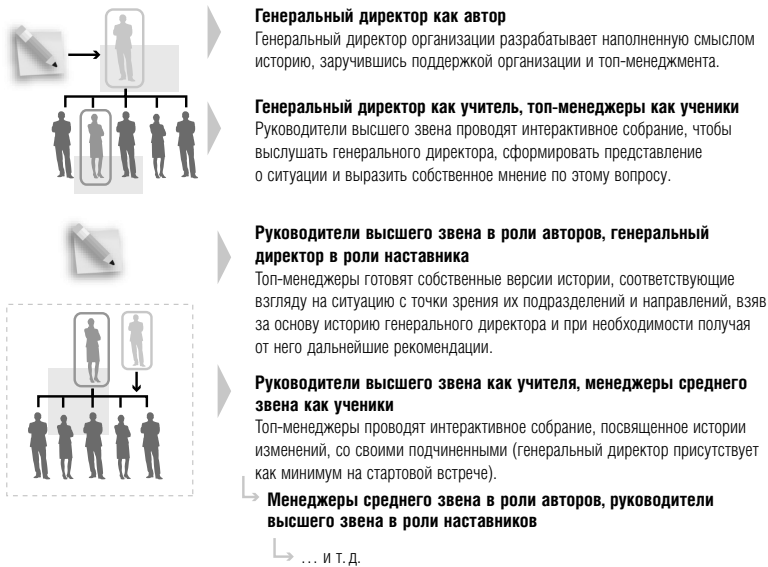 Генеральный директор как автор
Генеральный директор организации разрабатывает наполненную смыслом
историю, заручившись поддержкой организации и топ-менеджмента.
Генеральный директор как учитель, топ-менеджеры как ученики
Руководители высшего звена проводят интерактивное собрание, чтобы
выслушать генерального директора, сформировать представление
о ситуации и выразить собственное мнение по этому вопросу.
Руководители высшего звена в роли авторов, генеральный
директор в роли наставника
Топ-менеджеры готовят собственные версии истории, соответствующие
взгляду на ситуацию с точки зрения их подразделений и направлений, взяв
за основу историю генерального директора и при необходимости получая
от него дальнейшие рекомендации.
Руководители высшего звена как учителя, менеджеры среднего
звена как ученики
Топ-менеджеры проводят интерактивное собрание, посвященное истории
изменений, со своими подчиненными (генеральный директор присутствует
как минимум на стартовой встрече).
Менеджеры среднего звена в роли авторов, руководители
высшего звена в роли наставников
... и т. д.